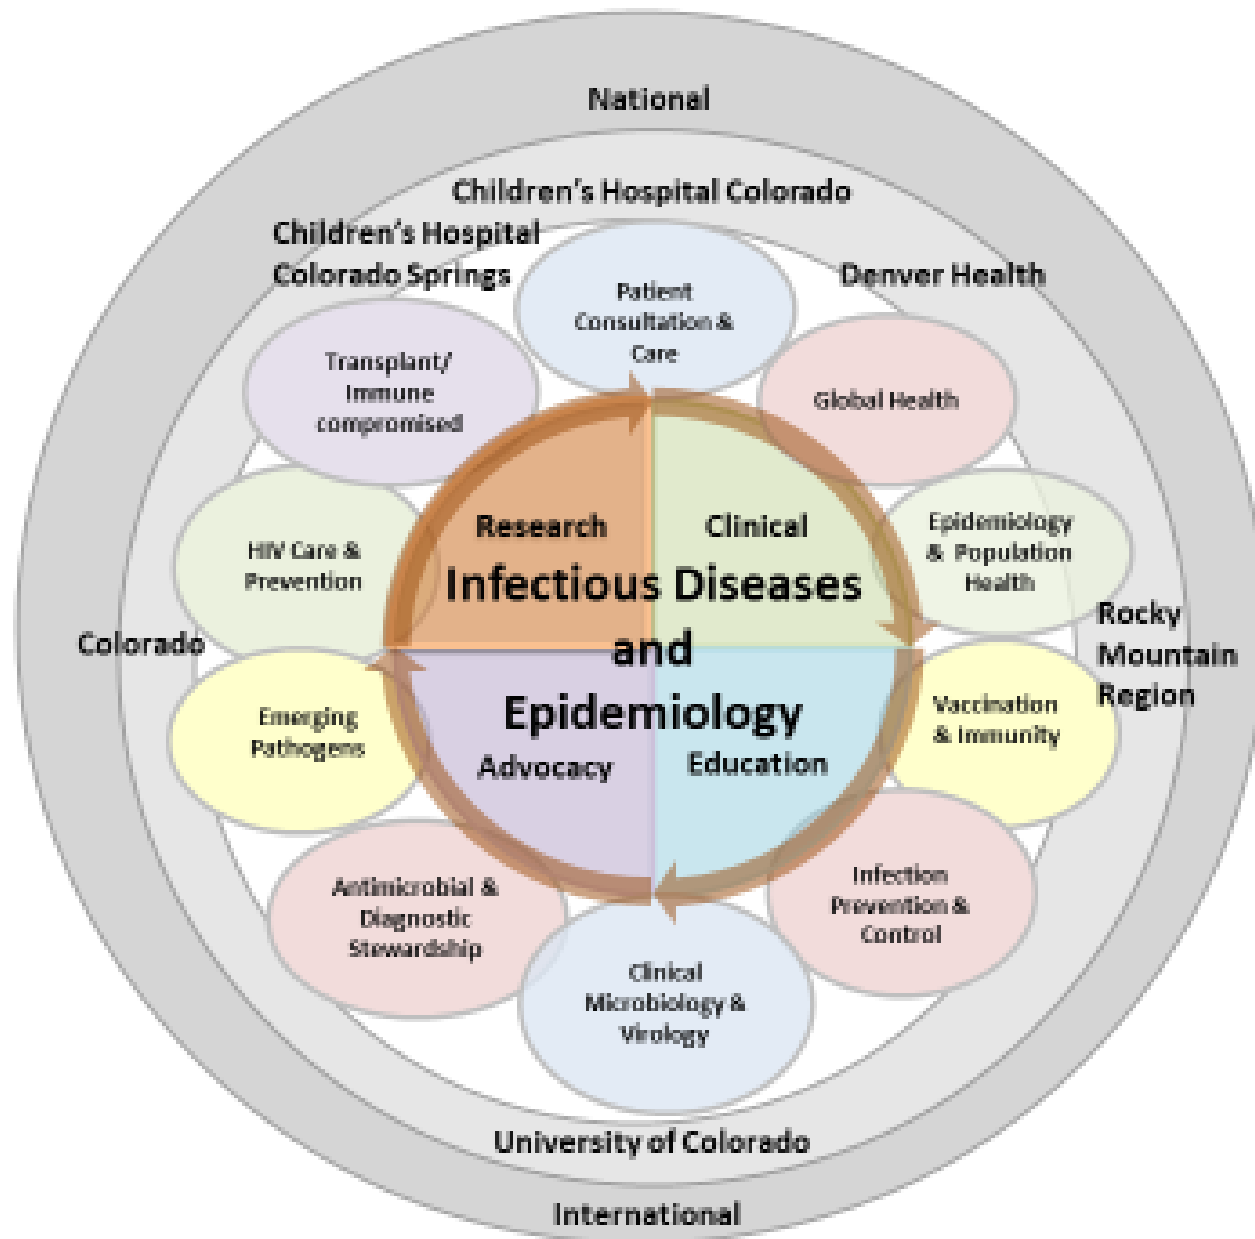 National
Children's Hospital Colorado
Children's Hospital
Colorado Springs
Denver Health
Patient
Consultation &
Care
Transplant/
Immune
compromised
Global Health
HIV Care &
Prevention
Epidemiology
& Population
Health
Research
Clinical
Infectious Diseases
and
Epidemiology
Advocacy
Education
Colorado
Rocky
Mountain
Region
Emerging
Pathogens
Vaccination
& Immunity
Antimicrobial &
Diagnostic
Stewardship
Infection
Prevention &
Control
Clinical
Microbiology &
Virology
University of Colorado
International